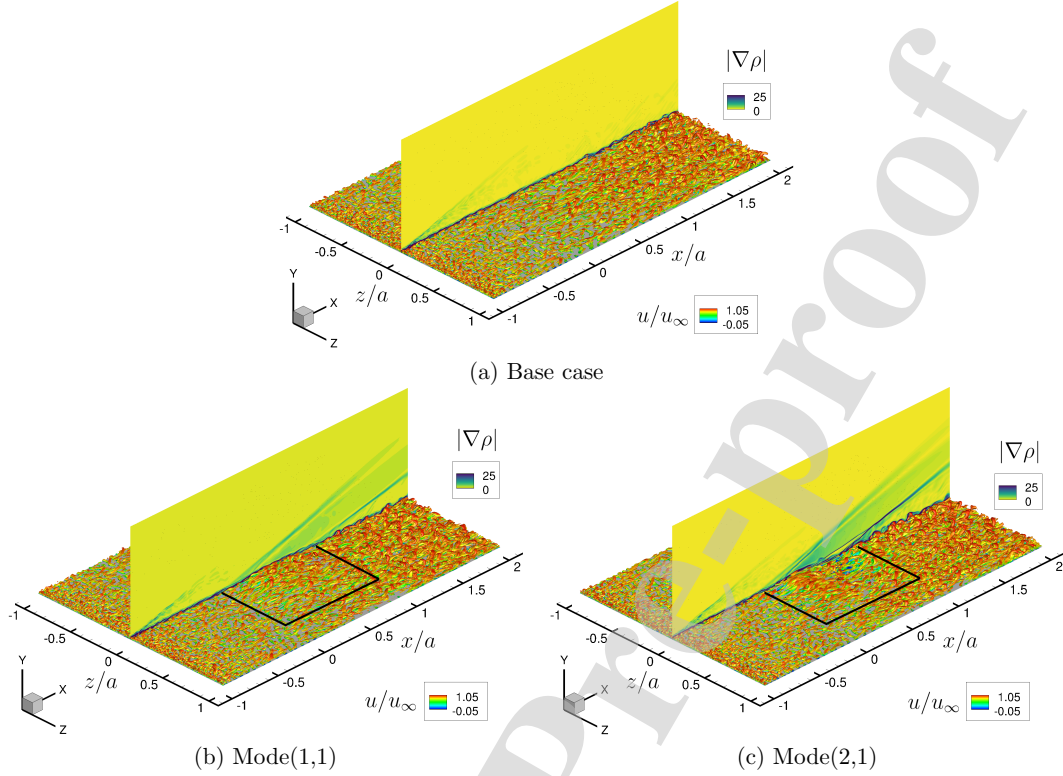 |∇ρ|
25
0
-1
-0.5
0
0.5
1
z/a
-1
-0.5
0
0.5
1
1.5
2
x/a
Y
X
Z
u/u∞
1.05
-0.05
(a) Base case
|∇ρ|
25
0
-1
-0.5
0
0.5
1
z/a
-1
-0.5
0
0.5
1
1.5
2
x/a
Y
X
Z
u/u∞
1.05
-0.05
(b) Mode(1,1)
|∇ρ|
25
0
-1
-0.5
0
0.5
1
z/a
-1
-0.5
0
0.5
1
1.5
2
x/a
Y
X
Z
u/u∞
1.05
-0.05
(c) Mode(2,1)
Pre-proof